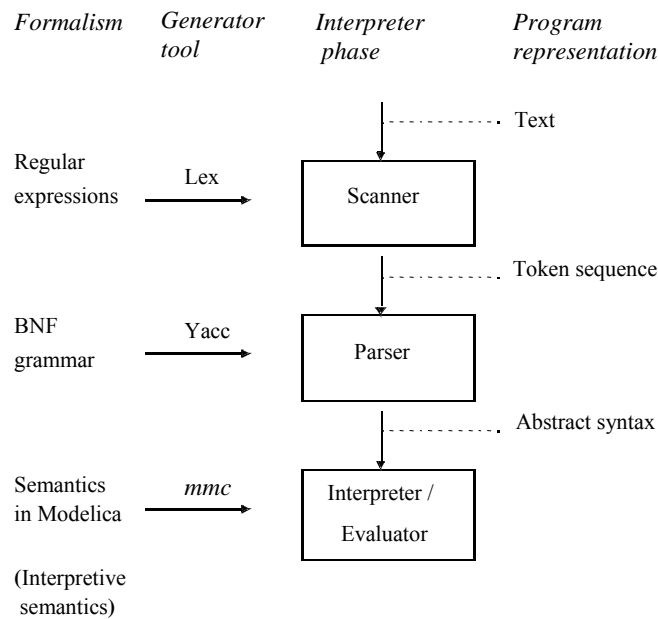 Formalism
Generator
tool
Interpreter
phase
Program
representation
Text
Regular
expressions
Lex
Scanner
Token sequence
BNF
grammar
Yacc
Parser
Abstract syntax
Semantics
in Modelica
mmc
Interpreter /
Evaluator
(Interpretive
semantics)